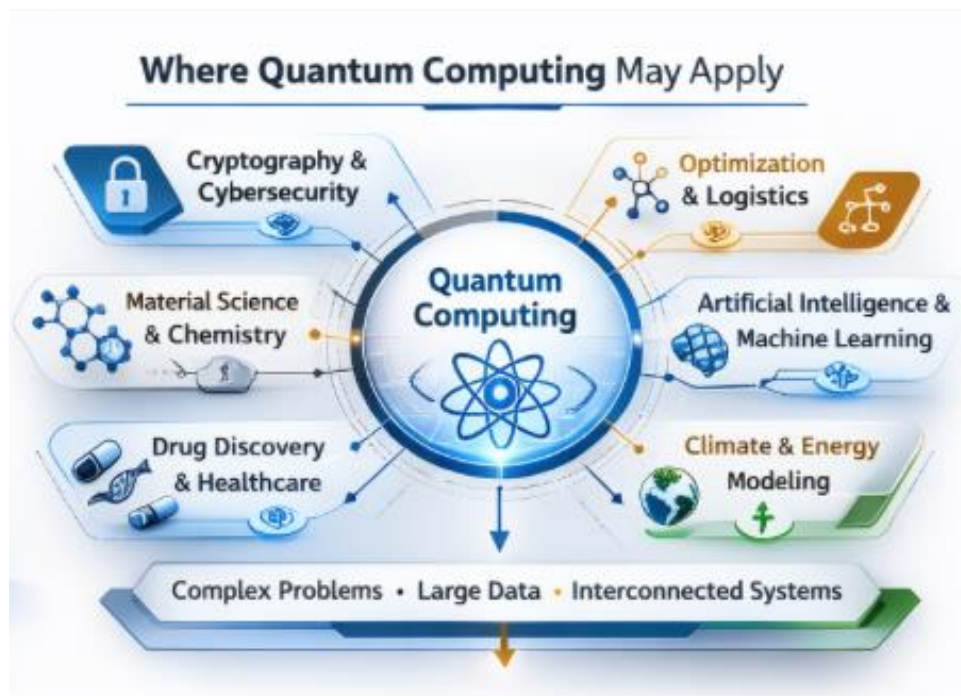 Where Quantum Computing May Apply
Cryptography &
Cybersecurity
Optimization
& Logistics
Quantum
Computing
Material Science
& Chemistry
Artificial Intelligence &
Machine Learning
Drug Discovery
& Healthcare
Climate & Energy
Modeling
Complex Problems • Large Data • Interconnected Systems